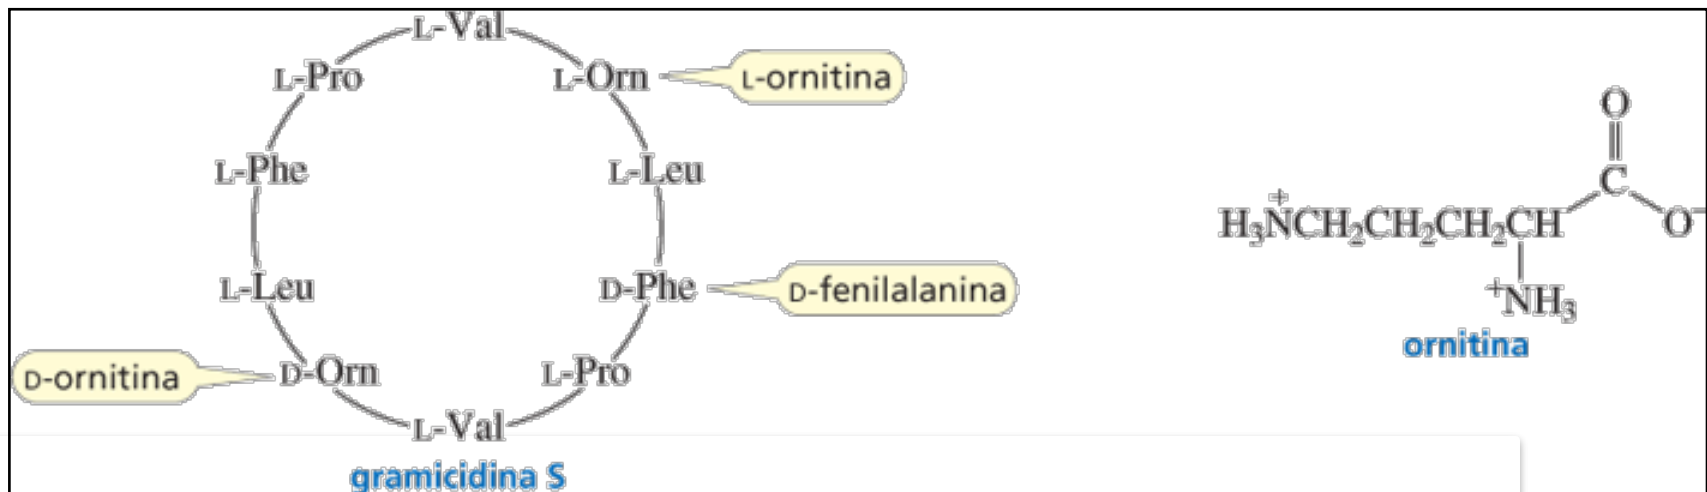 L-Val
L-Pro
L-Orn
L-ornitina
L-Phe
L-Leu
L-Leu
D-Phe
D-fenilalanina
D-ornitina
D-Orn
L-Pro
L-Val
gramicidina S
O
C
H₃N⁺CH₂CH₂CH₂CH
O⁻
⁺NH₃
ornitina